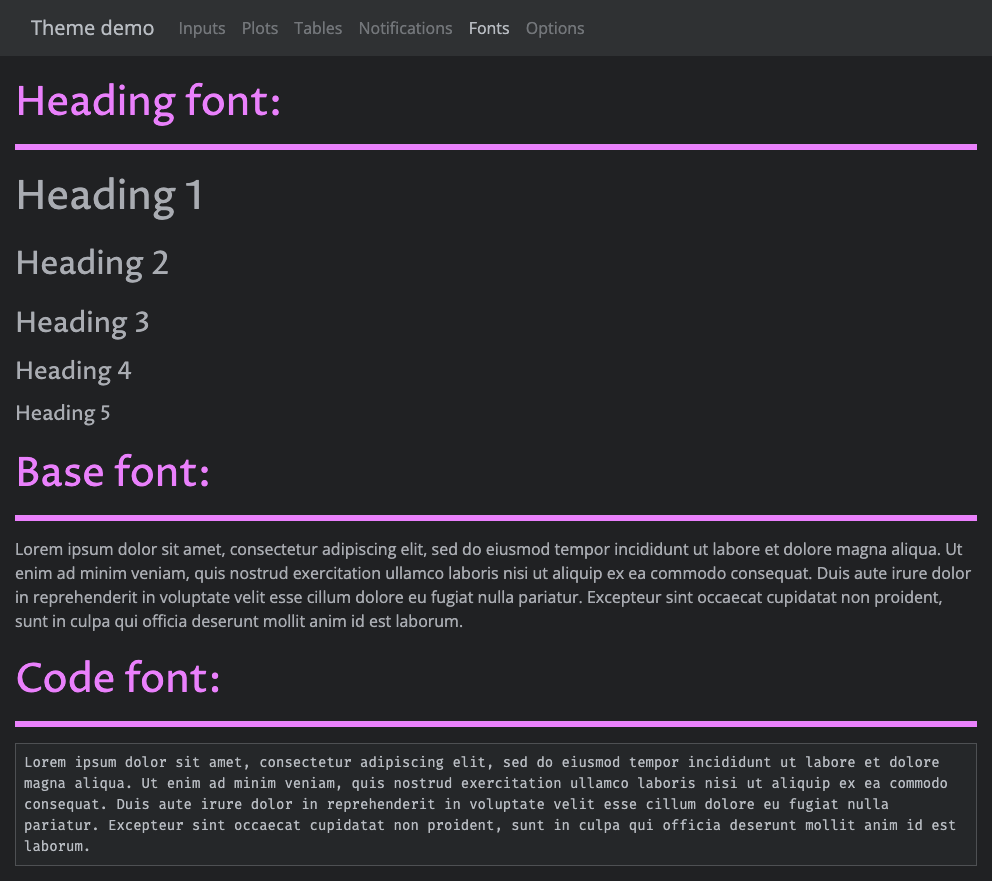 Theme demo Inputs Plots Tables Notifications Fonts Options
Heading font:
Heading 1
Heading 2
Heading 3
Heading 4
Heading 5
Base font:
Lorem ipsum dolor sit amet, consectetur adipiscing elit, sed do eiusmod tempor incididunt ut labore et dolore magna aliqua. Ut
enim ad minim veniam, quis nostrud exercitation ullamco laboris nisi ut aliquip ex ea commodo consequat. Duis aute irure dolor
in reprehenderit in voluptate velit esse cillum dolore eu fugiat nulla pariatur. Excepteur sint occaecat cupidatat non proident,
sunt in culpa qui officia deserunt mollit anim id est laborum.
Code font:
Lorem ipsum dolor sit amet, consectetur adipiscing elit, sed do eiusmod tempor incididunt ut labore et dolore
magna aliqua. Ut enim ad minim veniam, quis nostrud exercitation ullamco laboris nisi ut aliquip ex ea commodo
consequat. Duis aute irure dolor in reprehenderit in voluptate velit esse cillum dolore eu fugiat nulla
pariatur. Excepteur sint occaecat cupidatat non proident, sunt in culpa qui officia deserunt mollit anim id est
laborum.